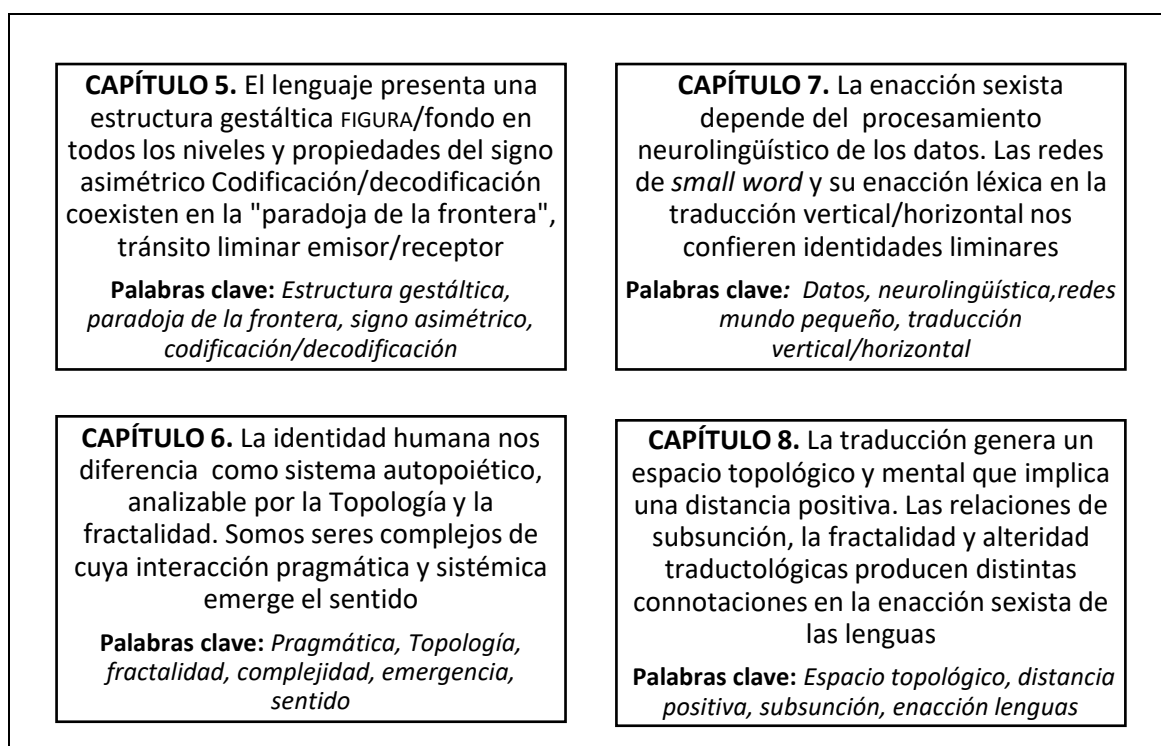 CAPÍTULO 5. El lenguaje presenta una
estructura gestáltica FIGURA/fondo en
todos los niveles y propiedades del signo
asimétrico Codificación/decodificación
coexisten en la "paradoja de la frontera",
tránsito liminar emisor/receptor
Palabras clave: Estructura gestáltica,
paradoja de la frontera, signo asimétrico,
codificación/decodificación
CAPÍTULO 6. La identidad humana nos
diferencia como sistema autopoiético,
analizable por la Topología y la
fractalidad. Somos seres complejos de
cuya interacción pragmática y sistémica
emerge el sentido
Palabras clave: Pragmática, Topología,
fractalidad, complejidad, emergencia,
sentido
CAPÍTULO 7. La enacción sexista
depende del procesamiento
neurolingüístico de los datos. Las redes
de small word y su enacción léxica en la
traducción vertical/horizontal nos
confieren identidades liminares
Palabras clave: Datos, neurolingüística,redes
mundo pequeño, traducción
vertical/horizontal
CAPÍTULO 8. La traducción genera un
espacio topológico y mental que implica
una distancia positiva. Las relaciones de
subsunción, la fractalidad y alteridad
traductológicas producen distintas
connotaciones en la enacción sexista de
las lenguas
Palabras clave: Espacio topológico, distancia
positiva, subsunción, enacción lenguas